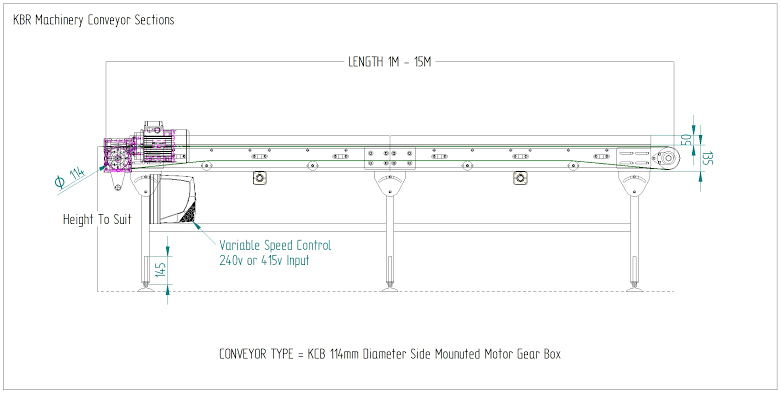 KBR Machinery Conveyor Sections
LENGTH 1M - 15M
50
135
Ø 114
Height To Suit
Variable Speed Control
240v or 415v Input
145
CONVEYOR TYPE = KCB 114mm Diameter Side Mounuted Motor Gear Box